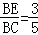 BE/BC = 3/5